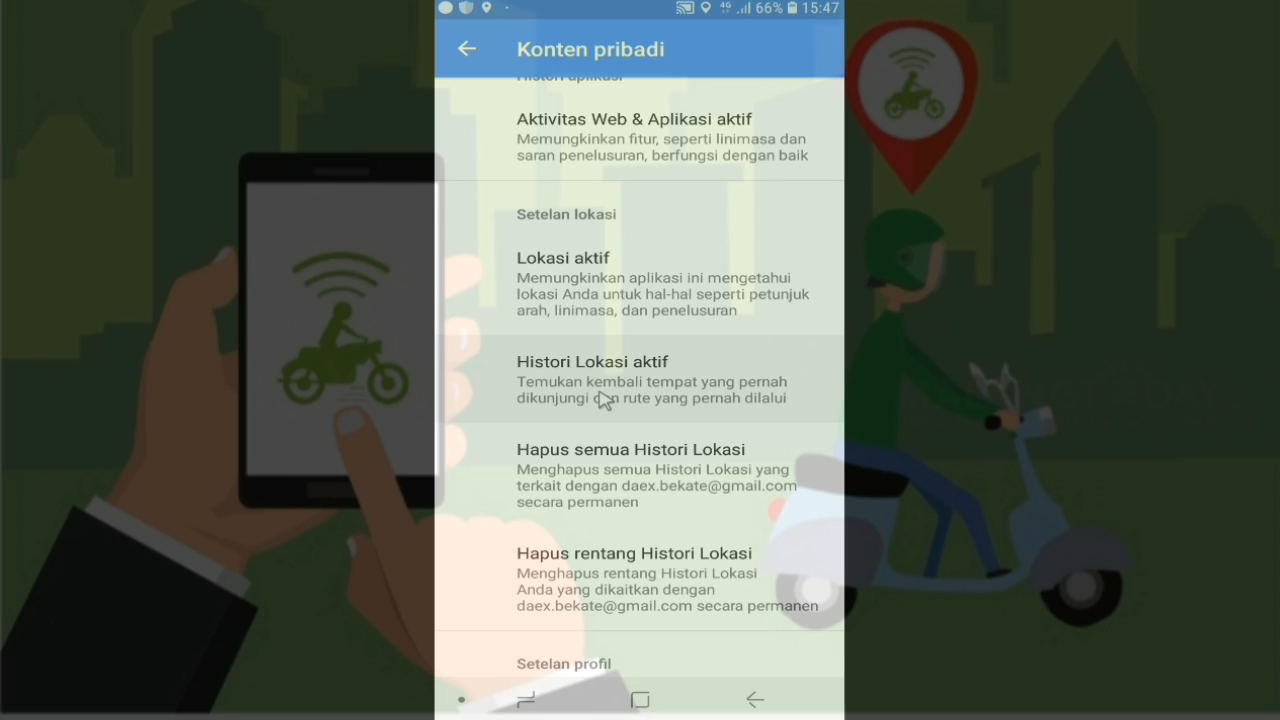 4G 66% 15:47
Konten pribadi
Histori aplikasi
Aktivitas Web & Aplikasi aktif
Memungkinkan fitur, seperti linimasa dan
saran penelusuran, berfungsi dengan baik
Setelan lokasi
Lokasi aktif
Memungkinkan aplikasi ini mengetahui
lokasi Anda untuk hal-hal seperti petunjuk
arah, linimasa, dan penelusuran
Histori Lokasi aktif
Temukan kembali tempat yang pernah
dikunjungi dan rute yang pernah dilalui
Hapus semua Histori Lokasi
Menghapus semua Histori Lokasi yang
terkait dengan daex.bekate@gmail.com
secara permanen
Hapus rentang Histori Lokasi
Menghapus rentang Histori Lokasi
Anda yang dikaitkan dengan
daex.bekate@gmail.com secara permanen
Setelan profil